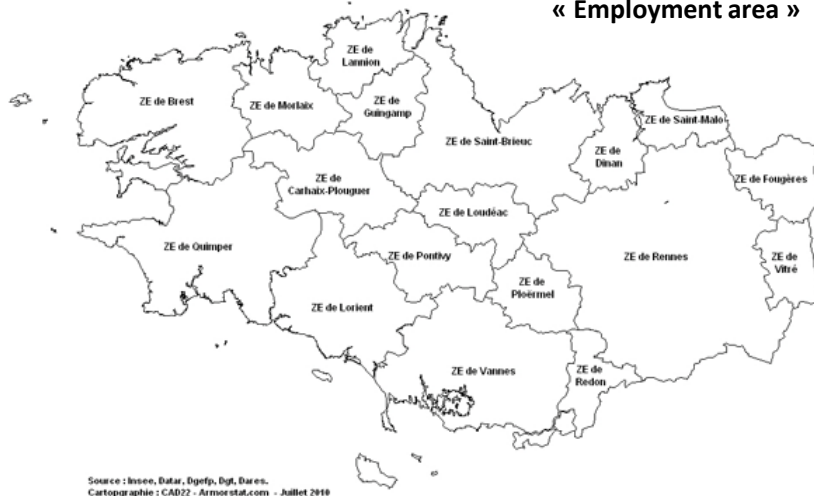 « Employment area »
ZE de
Lannion
ZE de Brest
ZE de Morlaix
ZE de
Guingamp
ZE de Saint-Malo
ZE de Saint-Brieuc
ZE de
Dinan
ZE de
Carhaix-Plouguer
ZE de Fougères
ZE de Loudéac
ZE de Quimper
ZE de Pontivy
ZE de Rennes
ZE de
Vitré
ZE de
Ploërmel
ZE de Lorient
ZE de Vannes
ZE de
Redon
Source : Insee, Datar, Dgefp, Dgt, Dares.
Cartopgraphie : CAD22 - Armorstat.com - Juillet 2010